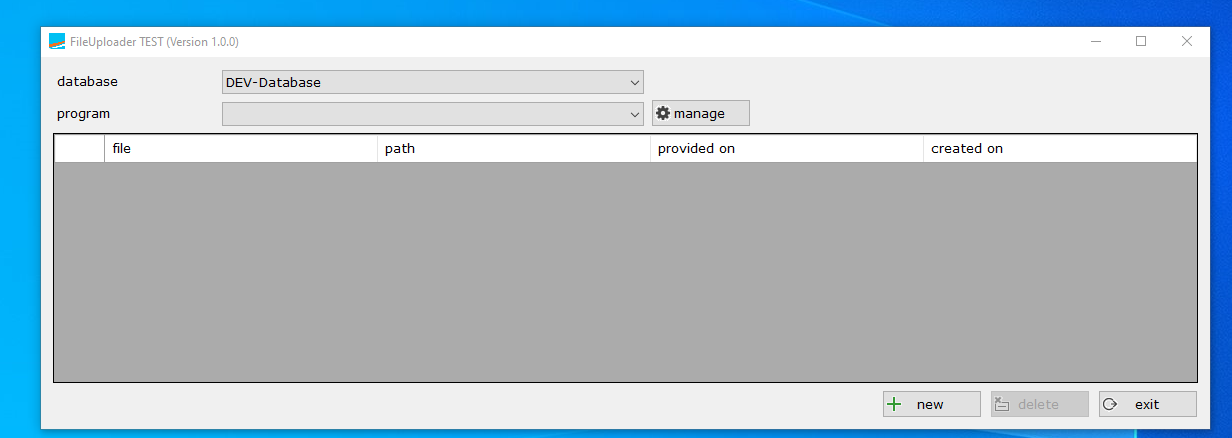 FileUploader TEST (Version 1.0.0)
database DEV-Database
program manage
file path provided on created on
new delete exit